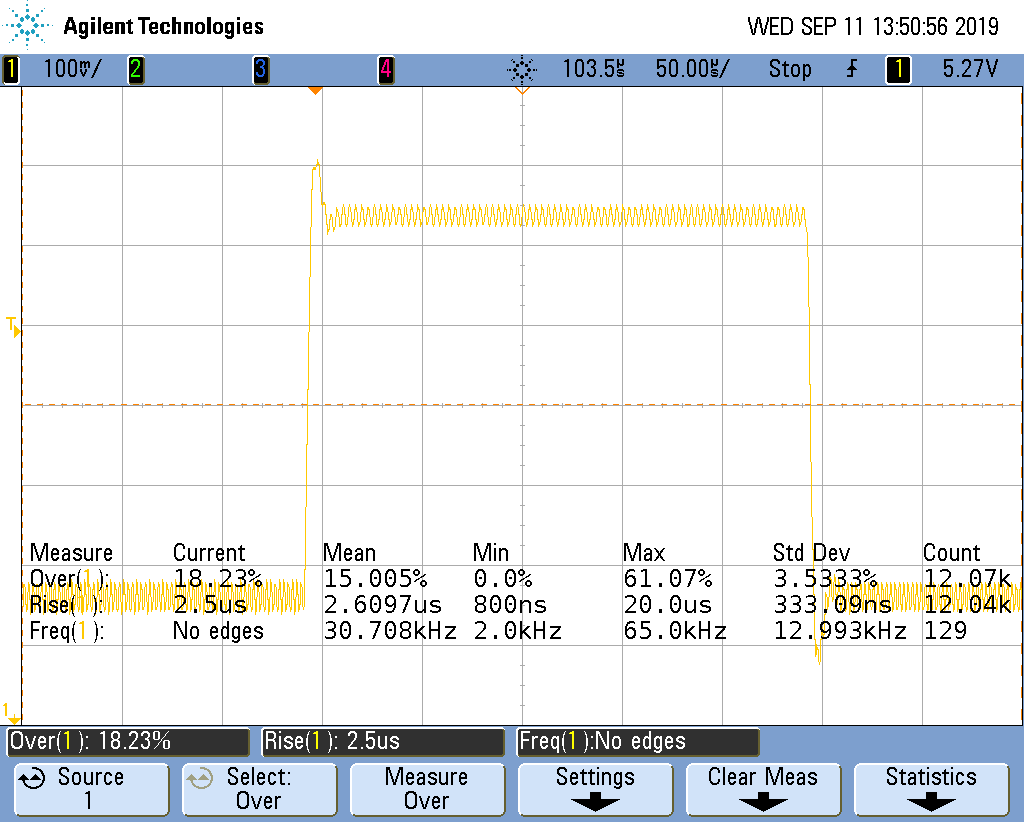 Agilent Technologies WED SEP 11 13:50:56 2019
1 100mV/ 2 3 4 103.5us 50.00us/ Stop 1 5.27V
T
Measure Current Mean Min Max Std Dev Count
Over(1): 18.23% 15.005% 0.0% 61.07% 3.5333% 12.07k
Rise(1): 2.5us 2.6097us 800ns 20.0us 333.09ns 12.04k
Freq(1): No edges 30.708kHz 2.0kHz 65.0kHz 12.993kHz 129
1
Over(1): 18.23% Rise(1): 2.5us Freq(1):No edges
Source Select: Measure Settings Clear Meas Statistics
1 Over Over